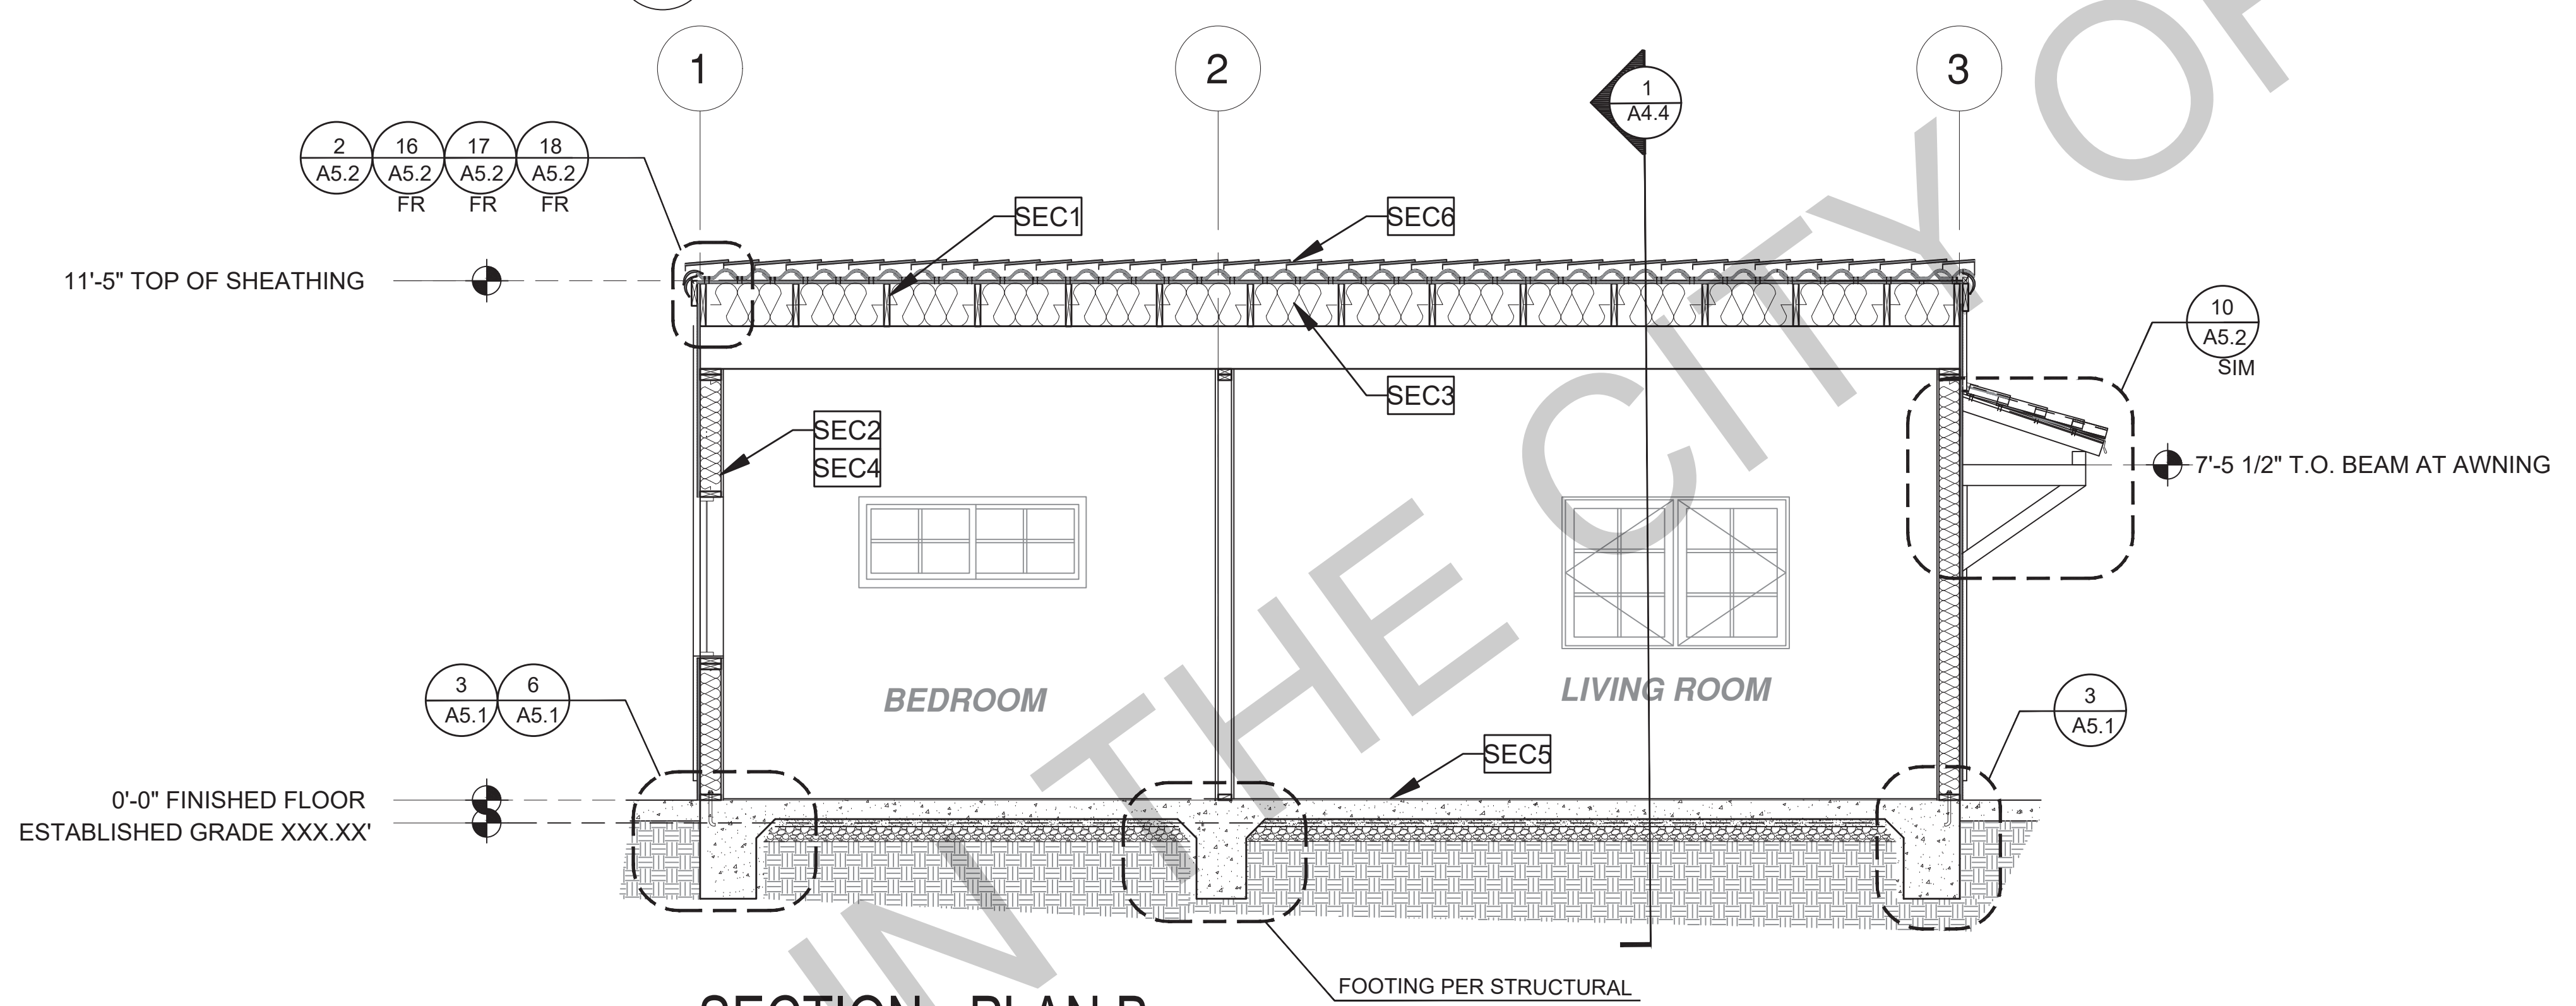 1
2
3
1
A4.4
2
A5.2
16
A5.2
FR
17
A5.2
FR
18
A5.2
FR
SEC1
SEC6
11'-5" TOP OF SHEATHING
10
A5.2
SIM
SEC3
SEC2
SEC4
7'-5 1/2" T.O. BEAM AT AWNING
3
A5.1
6
A5.1
BEDROOM
LIVING ROOM
3
A5.1
SEC5
0'-0" FINISHED FLOOR
ESTABLISHED GRADE XXX.XX'
FOOTING PER STRUCTURAL
SECTION - PLAN B
IN THE CITY OF